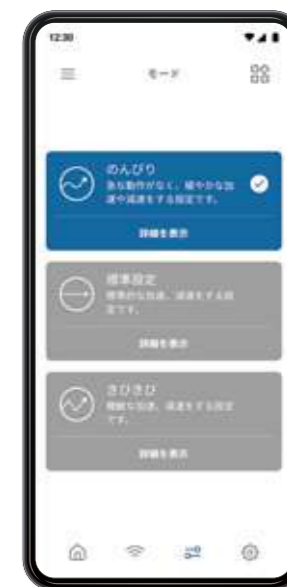 12:30
モード
のんびり
急な動作がなく、緩やかな加
速や減速をする設定です。
詳細を表示
標準設定
標準的な加速、減速をする設
定です。
詳細を表示
きびきび
機敏な加速、減速をする設定
です。
詳細を表示